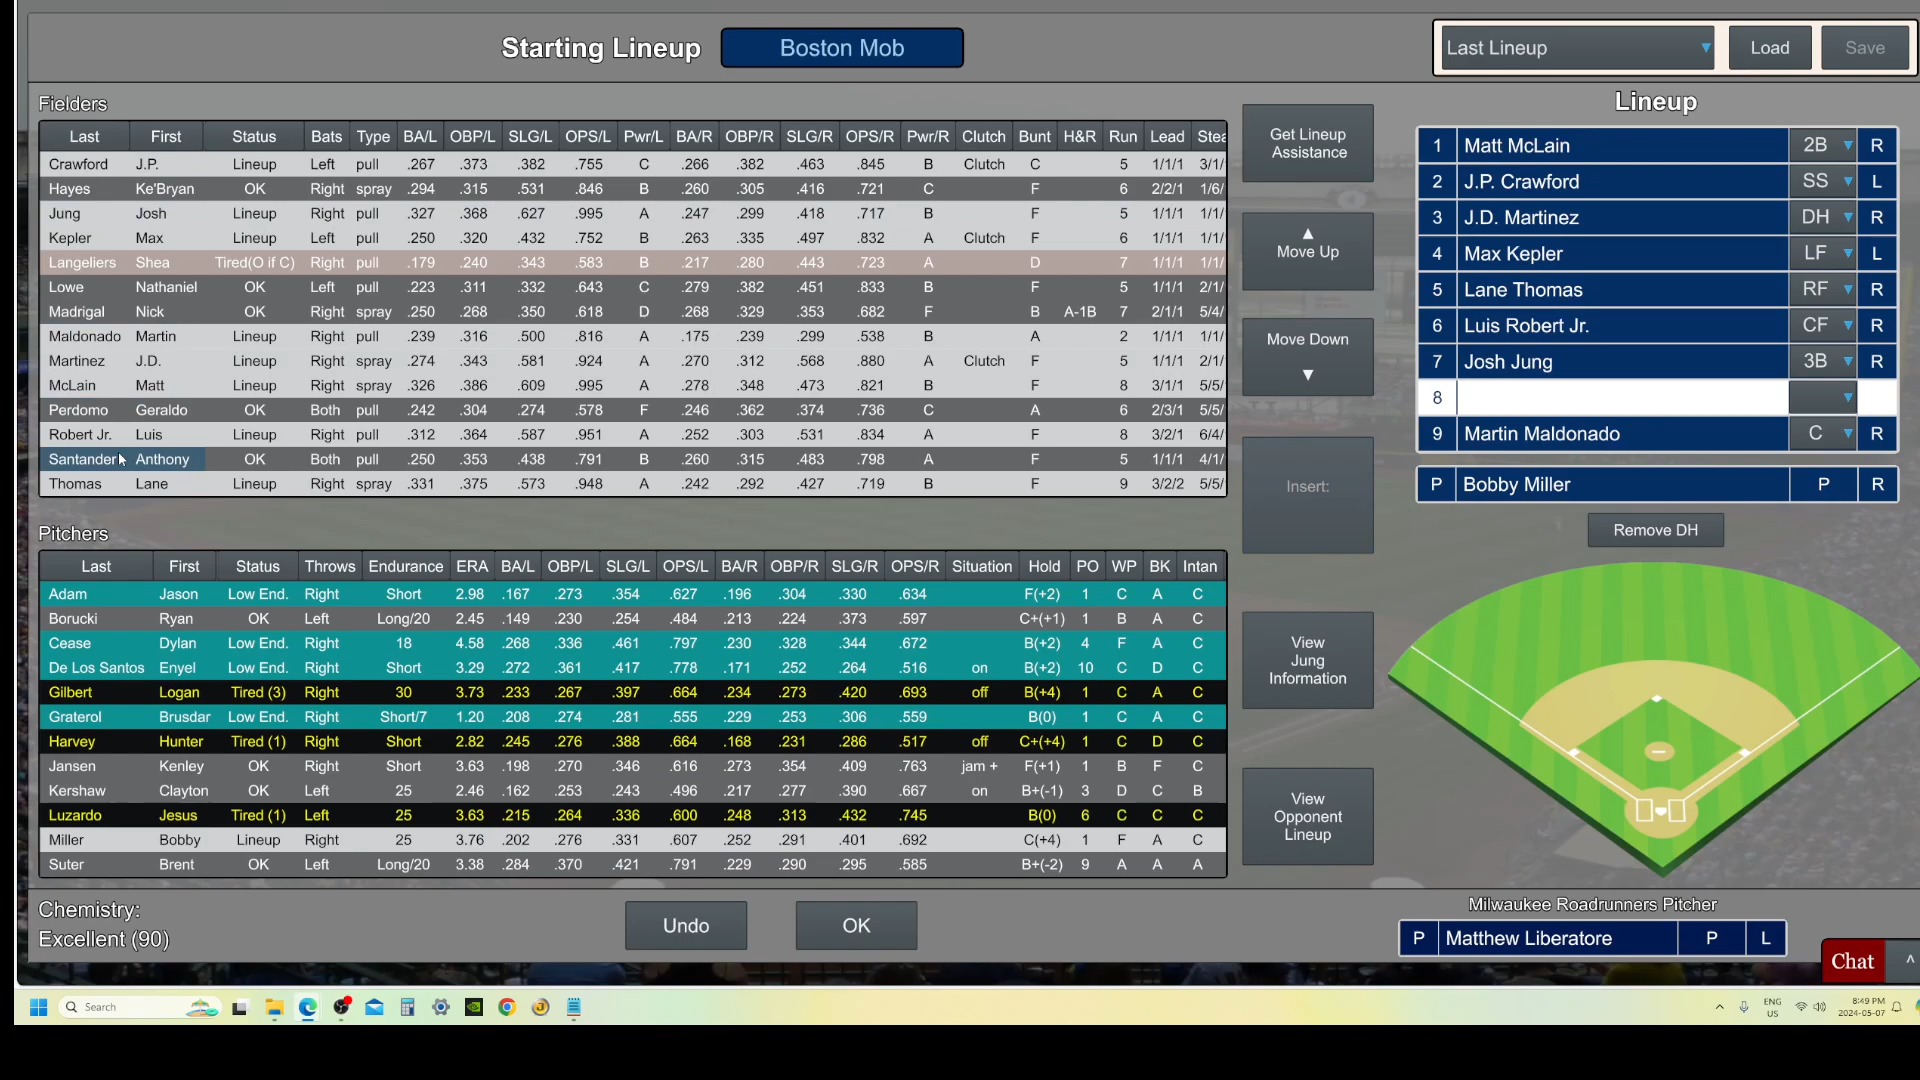 Starting Lineup Boston Mob Last Lineup Load Save
Fielders
Last First Status Bats Type BA/L OBP/L SLG/L OPS/L Pwr/L BA/R OBP/R SLG/R OPS/R Pwr/R Clutch Bunt H&R Run Lead Stea
Crawford J.P. Lineup Left pull .267 .373 .382 .755 C .266 .382 .463 .845 B Clutch C 5 1/1/1 3/1/
Hayes Ke'Bryan OK Right spray .294 .315 .531 .846 B .260 .305 .416 .721 C F 6 2/2/1 1/6/
Jung Josh Lineup Right pull .327 .368 .627 .995 A .247 .299 .418 .717 B F 5 1/1/1 1/1/
Kepler Max Lineup Left pull .250 .320 .432 .752 B .263 .335 .497 .832 A Clutch F 6 1/1/1 1/1/
Langeliers Shea Tired(O if C) Right pull .179 .240 .343 .583 B .217 .280 .443 .723 A D 7 1/1/1 1/1/
Lowe Nathaniel OK Left pull .223 .311 .332 .643 C .279 .382 .451 .833 B F 5 1/1/1 2/1/
Madrigal Nick OK Right spray .250 .268 .350 .618 D .268 .329 .353 .682 F B A-1B 7 2/1/1 5/4/
Maldonado Martin Lineup Right pull .239 .316 .500 .816 A .175 .239 .299 .538 B A 2 1/1/1 1/1/
Martinez J.D. Lineup Right spray .274 .343 .581 .924 A .270 .312 .568 .880 A Clutch F 5 1/1/1 2/1/
McLain Matt Lineup Right spray .326 .386 .609 .995 A .278 .348 .473 .821 B F 8 3/1/1 5/5/
Perdomo Geraldo OK Both pull .242 .304 .274 .578 F .246 .362 .374 .736 C A 6 2/3/1 5/5/
Robert Jr. Luis Lineup Right pull .312 .364 .587 .951 A .252 .303 .531 .834 A F 8 3/2/1 6/4/
Santander Anthony OK Both pull .250 .353 .438 .791 B .260 .315 .483 .798 A F 5 1/1/1 4/1/
Thomas Lane Lineup Right spray .331 .375 .573 .948 A .242 .292 .427 .719 B F 9 3/2/2 5/5/
Pitchers
Last First Status Throws Endurance ERA BA/L OBP/L SLG/L OPS/L BA/R OBP/R SLG/R OPS/R Situation Hold PO WP BK Intan
Adam Jason Low End. Right Short 2.98 .167 .273 .354 .627 .196 .304 .330 .634 F(+2) 1 C A C
Borucki Ryan OK Left Long/20 2.45 .149 .230 .254 .484 .213 .224 .373 .597 C+(+1) 1 B A C
Cease Dylan Low End. Right 18 4.58 .268 .336 .461 .797 .230 .328 .344 .672 B(+2) 4 F A C
De Los Santos Enyel Low End. Right Short 3.29 .272 .361 .417 .778 .171 .252 .264 .516 on B(+2) 10 C D C
Gilbert Logan Tired (3) Right 30 3.73 .233 .267 .397 .664 .234 .273 .420 .693 off B(+4) 1 C A C
Graterol Brusdar Low End. Right Short/7 1.20 .208 .274 .281 .555 .229 .253 .306 .559 B(0) 1 C A C
Harvey Hunter Tired (1) Right Short 2.82 .245 .276 .388 .664 .168 .231 .286 .517 off C+(+4) 1 C D C
Jansen Kenley OK Right Short 3.63 .198 .270 .346 .616 .273 .354 .409 .763 jam + F(+1) 1 B F C
Kershaw Clayton OK Left 25 2.46 .162 .253 .243 .496 .217 .277 .390 .667 on B+(-1) 3 D C B
Luzardo Jesus Tired (1) Left 25 3.63 .215 .264 .336 .600 .248 .313 .432 .745 B(0) 6 C C C
Miller Bobby Lineup Right 25 3.76 .202 .276 .331 .607 .252 .291 .401 .692 C(+4) 1 F A C
Suter Brent OK Left Long/20 3.38 .284 .370 .421 .791 .229 .290 .295 .585 B+(-2) 9 A A A
Get Lineup
Assistance
Move Up
Move Down
Insert:
View
Jung
Information
View
Opponent
Lineup
Lineup
1 Matt McLain 2B R
2 J.P. Crawford SS L
3 J.D. Martinez DH R
4 Max Kepler LF L
5 Lane Thomas RF R
6 Luis Robert Jr. CF R
7 Josh Jung 3B R
8
9 Martin Maldonado C R
P Bobby Miller P R
Remove DH
Chemistry:
Excellent (90)
Undo OK
Milwaukee Roadrunners Pitcher
P Matthew Liberatore P L
Chat
Search
ENG
US
8:49 PM
2024-05-07